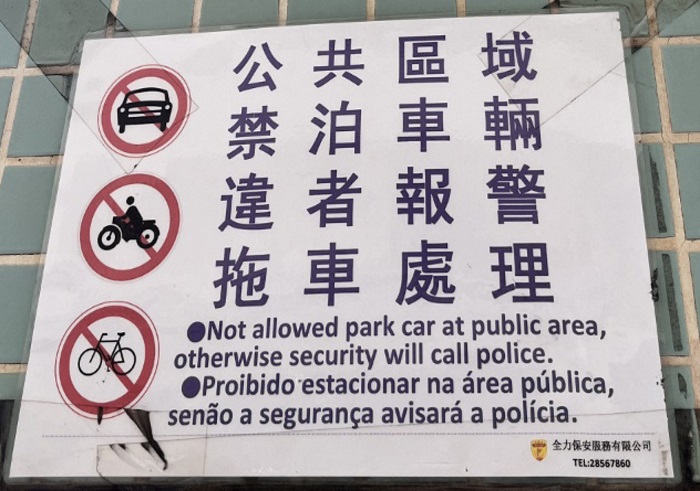 公共區域
禁泊車輛
違者報警
拖車處理
●Not allowed park car at public area,
otherwise security will call police.
●Proibido estacionar na área pública,
senão a segurança avisará a polícia.
全力保安服務有限公司
TEL:28567860